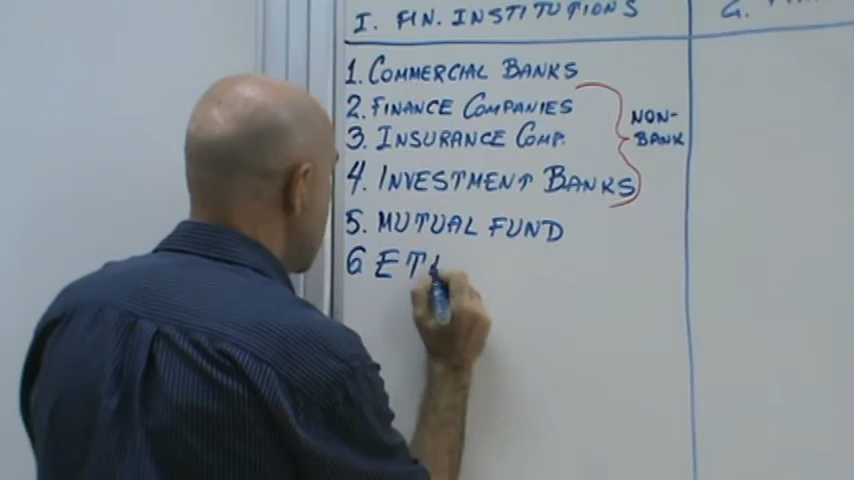 I. FIN. INSTITUTIONS
1. COMMERCIAL BANKS
2. FINANCE COMPANIES
3. INSURANCE COMP.
4. INVESTMENT BANKS
NON-
BANK
5. MUTUAL FUND
6 ET